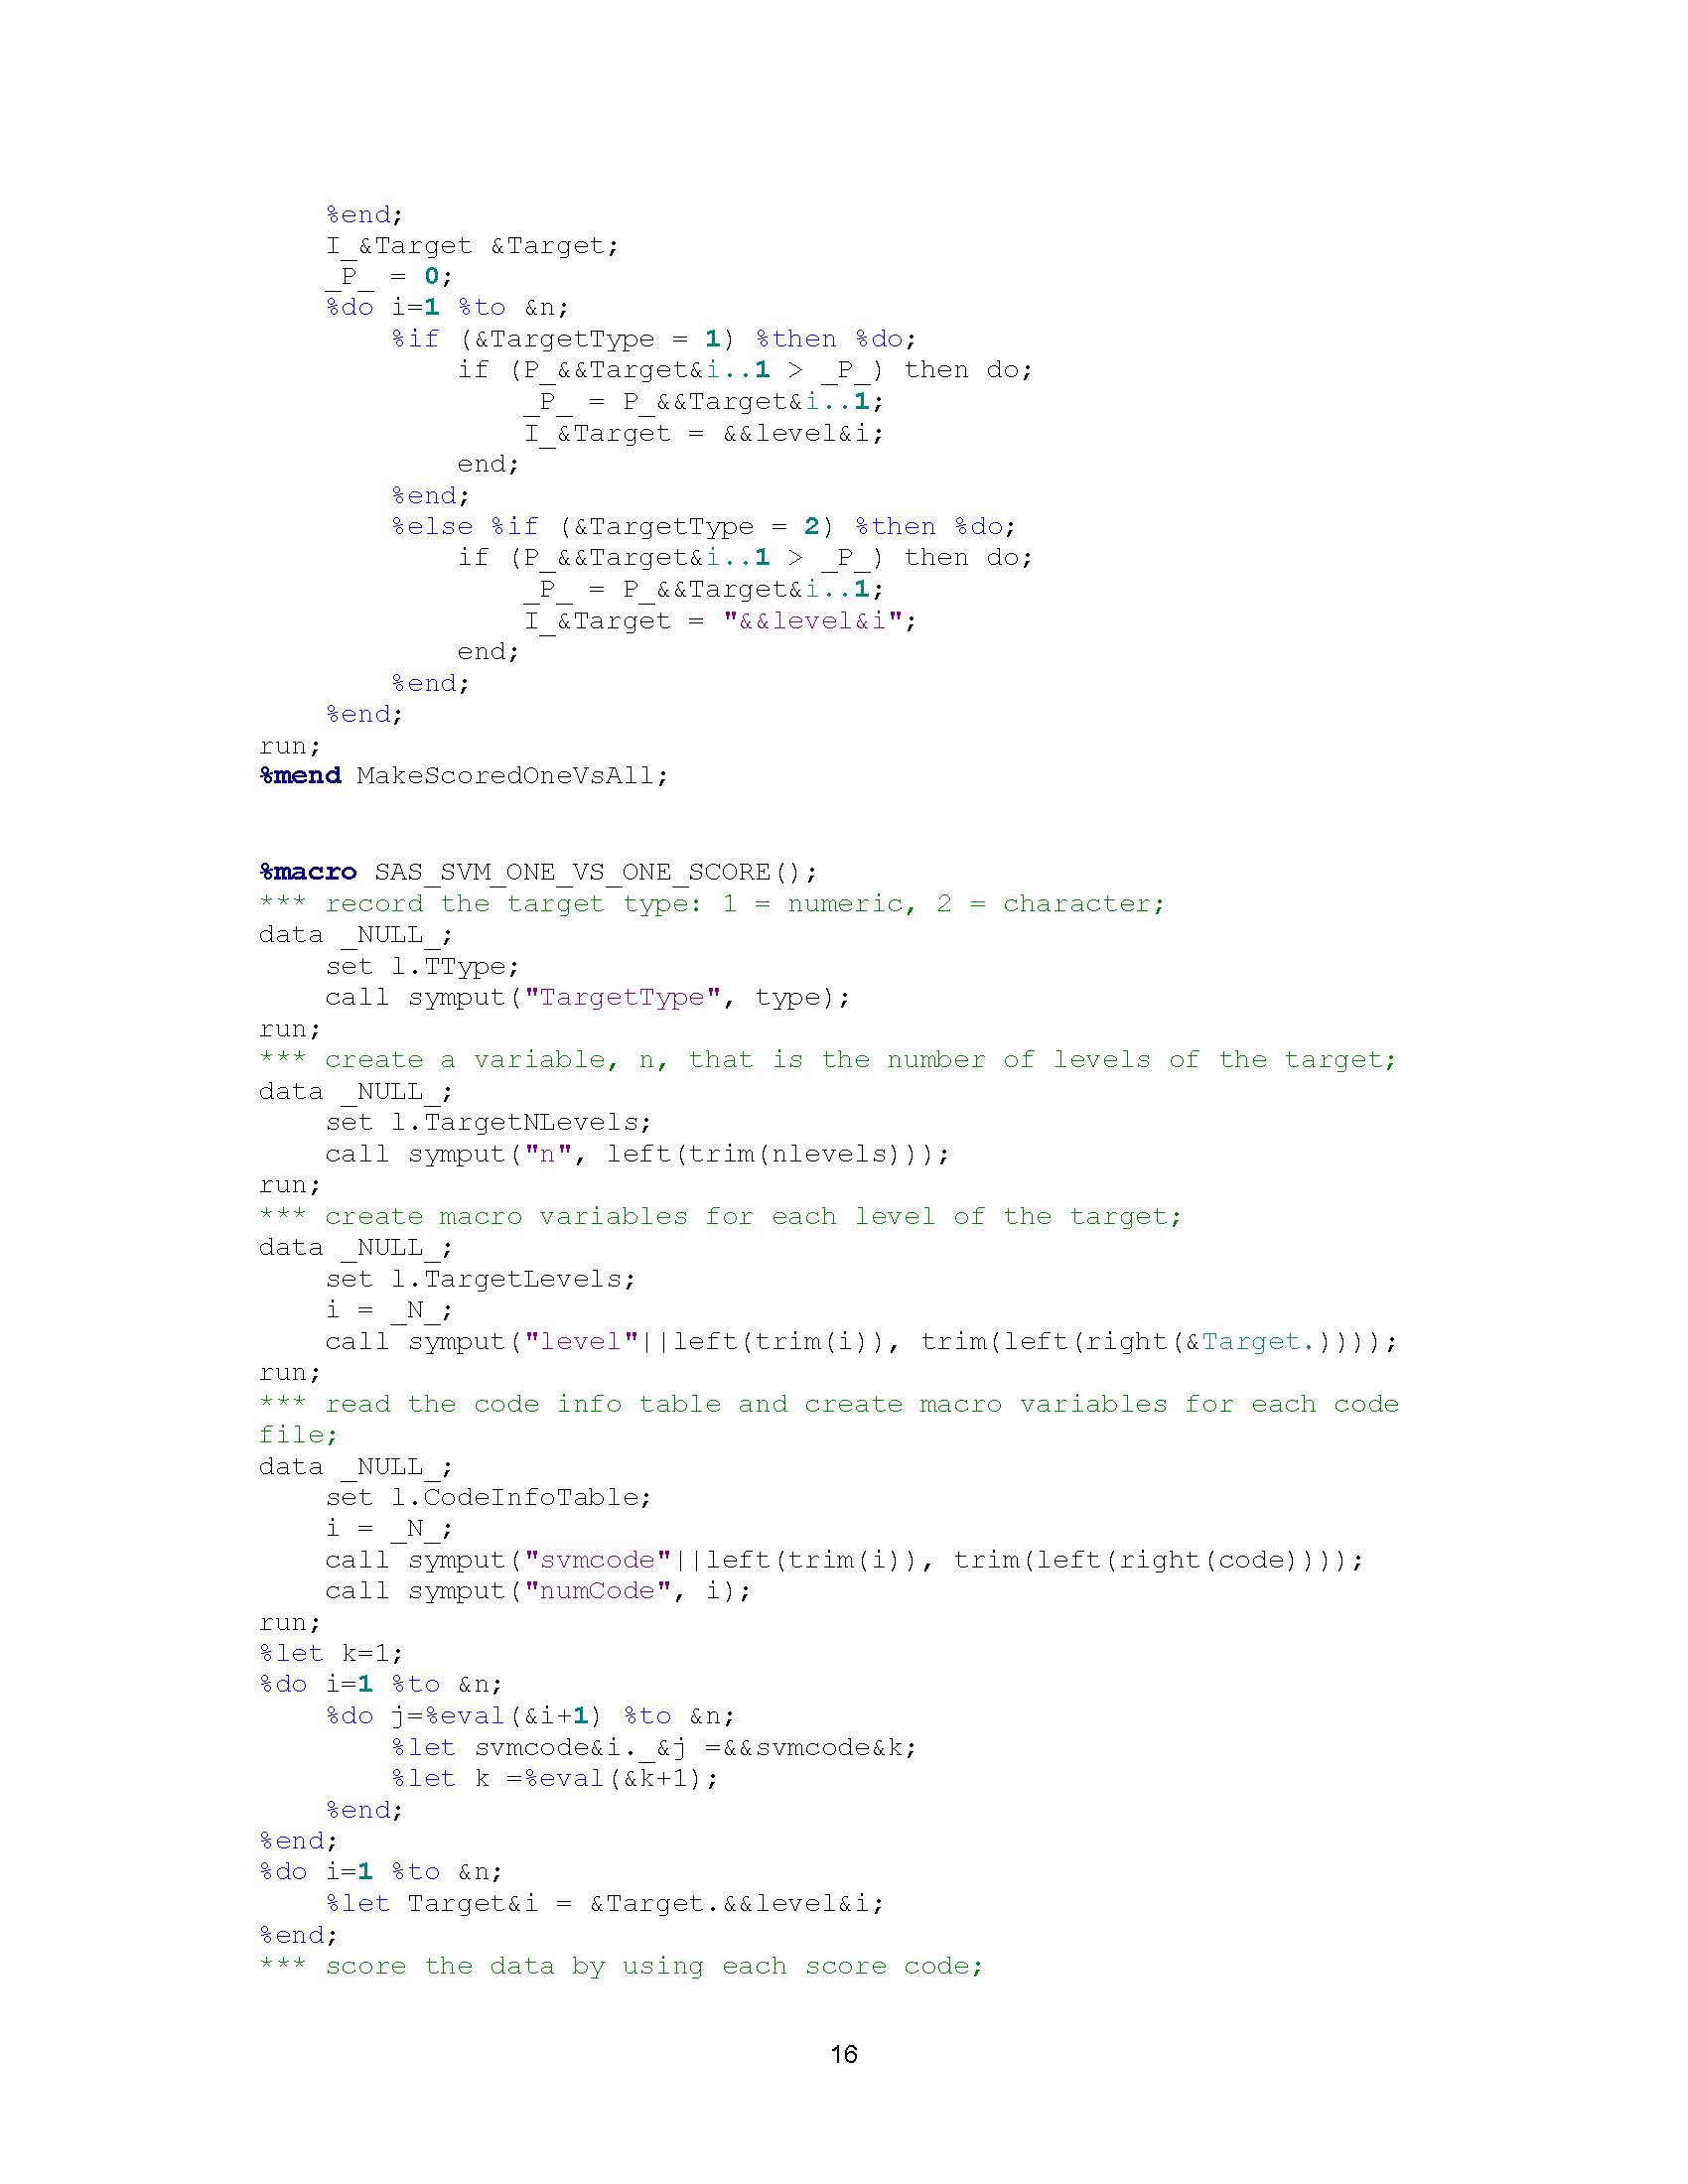 %end;
    I_&Target &Target;
    _P_ = 0;
    %do i=1 %to &n;
        %if (&TargetType = 1) %then %do;
            if (P_&&Target&i..1 > _P_) then do;
                _P_ = P_&&Target&i..1;
                I_&Target = &&level&i;
            end;
        %end;
        %else %if (&TargetType = 2) %then %do;
            if (P_&&Target&i..1 > _P_) then do;
                _P_ = P_&&Target&i..1;
                I_&Target = "&&level&i";
            end;
        %end;
    %end;
run;
%mend MakeScoredOneVsAll;
%macro SAS_SVM_ONE_VS_ONE_SCORE();
*** record the target type: 1 = numeric, 2 = character;
data _NULL_;
    set l.TType;
    call symput("TargetType", type);
run;
*** create a variable, n, that is the number of levels of the target;
data _NULL_;
    set l.TargetNLevels;
    call symput("n", left(trim(nlevels)));
run;
*** create macro variables for each level of the target;
data _NULL_;
    set l.TargetLevels;
    i = _N_;
    call symput("level"||left(trim(i)), trim(left(right(&Target.))));
run;
*** read the code info table and create macro variables for each code
file;
data _NULL_;
    set l.CodeInfoTable;
    i = _N_;
    call symput("svmcode"||left(trim(i)), trim(left(right(code))));
    call symput("numCode", i);
run;
%let k=1;
%do i=1 %to &n;
    %do j=%eval(&i+1) %to &n;
        %let svmcode&i._&j =&&svmcode&k;
        %let k =%eval(&k+1);
    %end;
%end;
%do i=1 %to &n;
    %let Target&i = &Target.&&level&i;
%end;
*** score the data by using each score code;
16